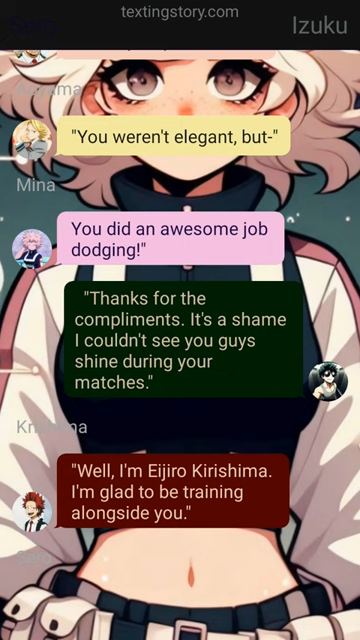 textingstory.com
Izuku
"You weren't elegant, but-"
Mina
You did an awesome job
dodging!"
"Thanks for the
compliments. It's a shame
I couldn't see you guys
shine during your
matches."
"Well, I'm Eijiro Kirishima.
I'm glad to be training
alongside you."